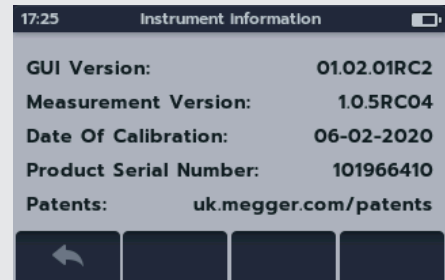 17:25 Instrument Information
GUI Version: 01.02.01RC2
Measurement Version: 1.0.5RC04
Date Of Calibration: 06-02-2020
Product Serial Number: 101966410
Patents: uk.megger.com/patents